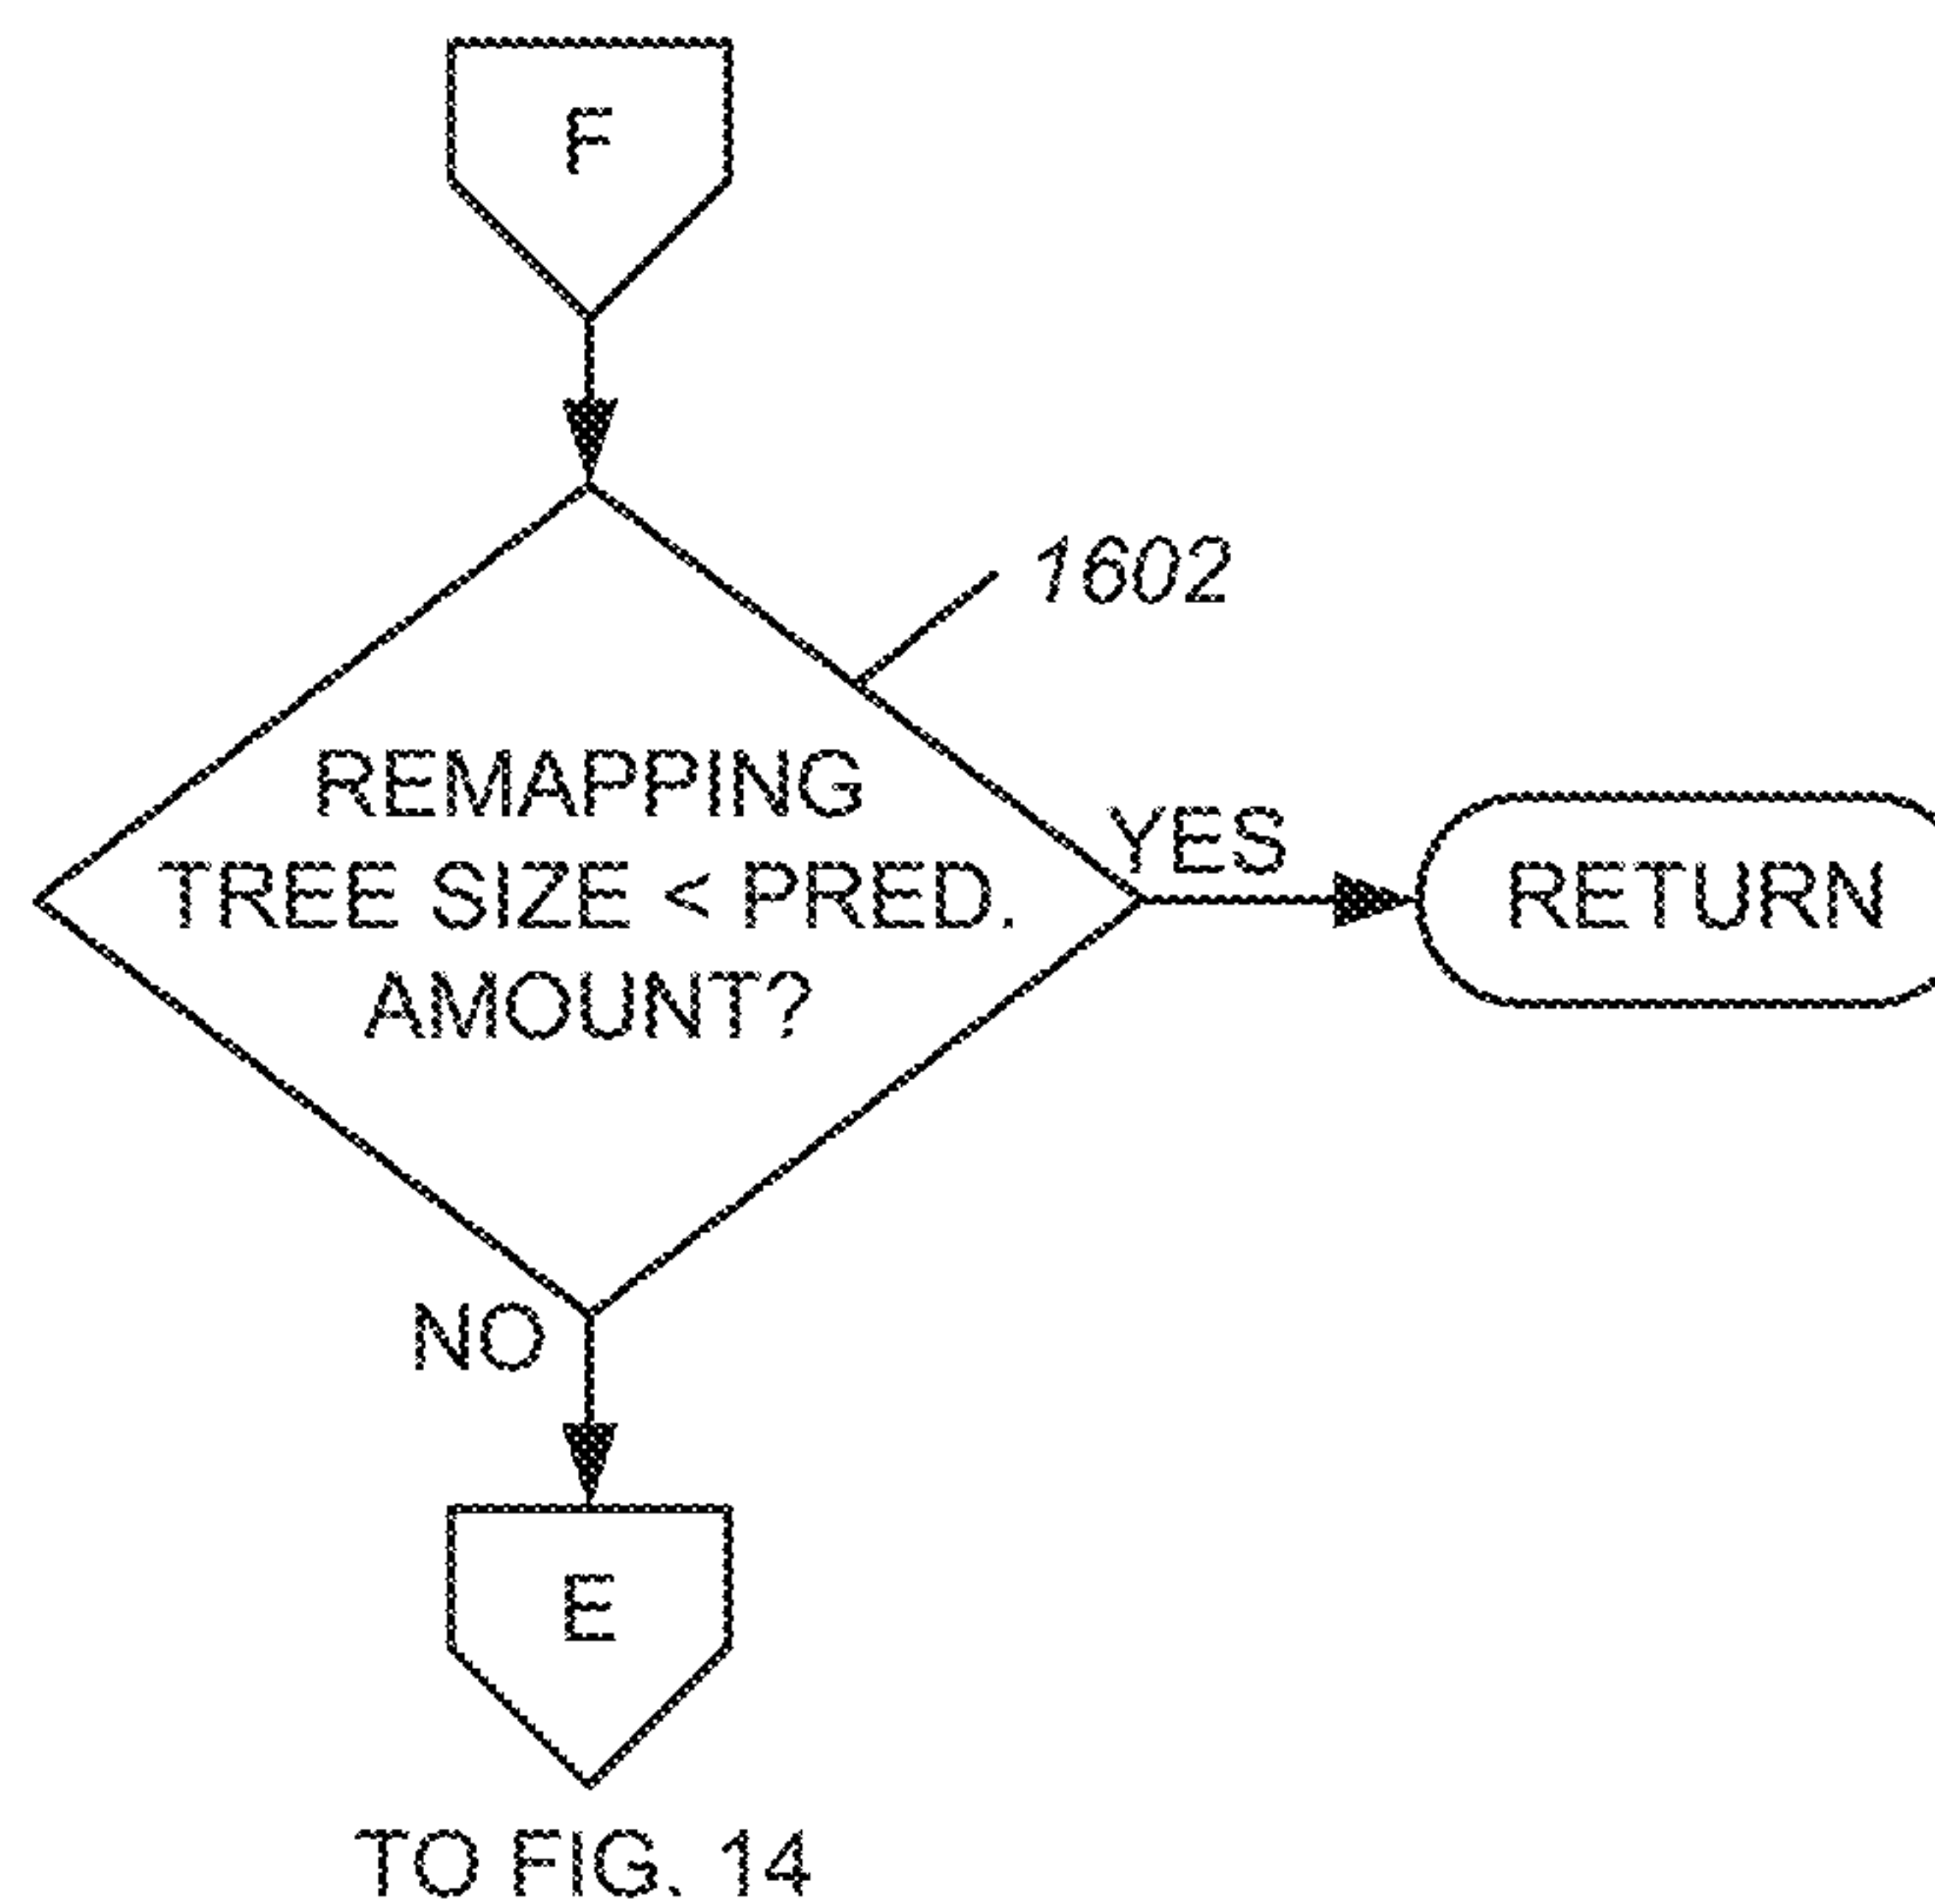 F
1602
REMAPPING
TREE SIZE < PRED.
AMOUNT?
YES
RETURN
NO
E
TO FIG. 14